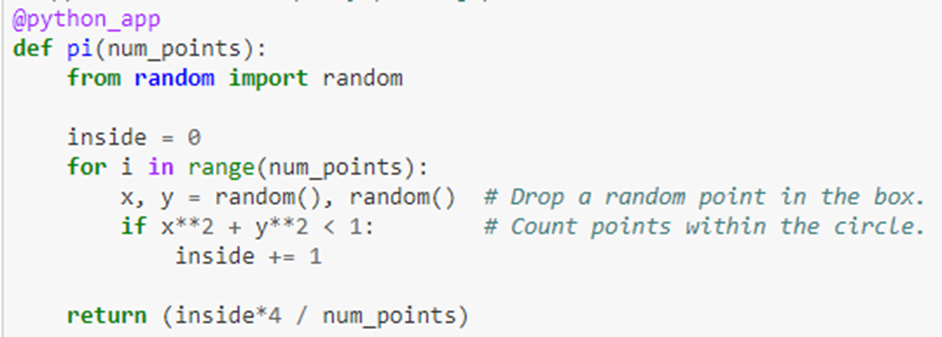 @python_app
def pi(num_points):
    from random import random
    inside = 0
    for i in range(num_points):
        x, y = random(), random()  # Drop a random point in the box.
        if x**2 + y**2 < 1:        # Count points within the circle.
            inside += 1
    return (inside*4 / num_points)